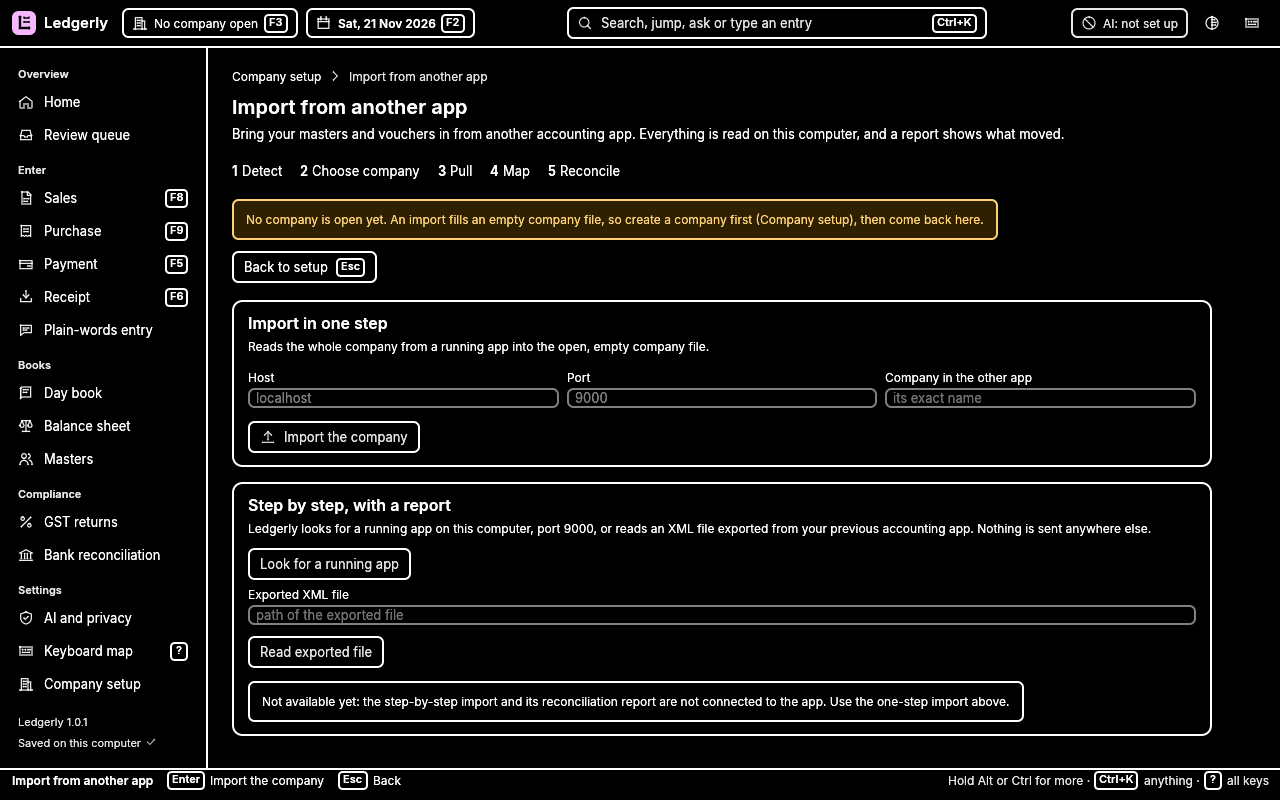 Ledgerly
No company open F3
Sat, 21 Nov 2026 F2
Search, jump, ask or type an entry Ctrl+K
AI: not set up
Overview
Home
Review queue
Enter
Sales F8
Purchase F9
Payment F5
Receipt F6
Plain-words entry
Books
Day book
Balance sheet
Masters
Compliance
GST returns
Bank reconciliation
Settings
AI and privacy
Keyboard map ?
Company setup
Ledgerly 1.0.1
Saved on this computer
Company setup Import from another app
Import from another app
Bring your masters and vouchers in from another accounting app. Everything is read on this computer, and a report shows what moved.
1 Detect 2 Choose company 3 Pull 4 Map 5 Reconcile
No company is open yet. An import fills an empty company file, so create a company first (Company setup), then come back here.
Back to setup Esc
Import in one step
Reads the whole company from a running app into the open, empty company file.
Host Port Company in the other app
localhost 9000 its exact name
Import the company
Step by step, with a report
Ledgerly looks for a running app on this computer, port 9000, or reads an XML file exported from your previous accounting app. Nothing is sent anywhere else.
Look for a running app
Exported XML file
path of the exported file
Read exported file
Not available yet: the step-by-step import and its reconciliation report are not connected to the app. Use the one-step import above.
Import from another app Enter Import the company Esc Back
Hold Alt or Ctrl for more · Ctrl+K anything · ? all keys